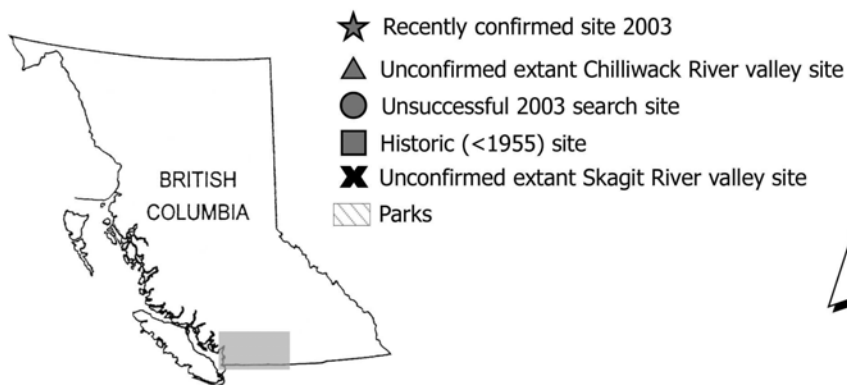 Recently confirmed site 2003
Unconfirmed extant Chilliwack River valley site
Unsuccessful 2003 search site
Historic (<1955) site
Unconfirmed extant Skagit River valley site
Parks
BRITISH
COLUMBIA